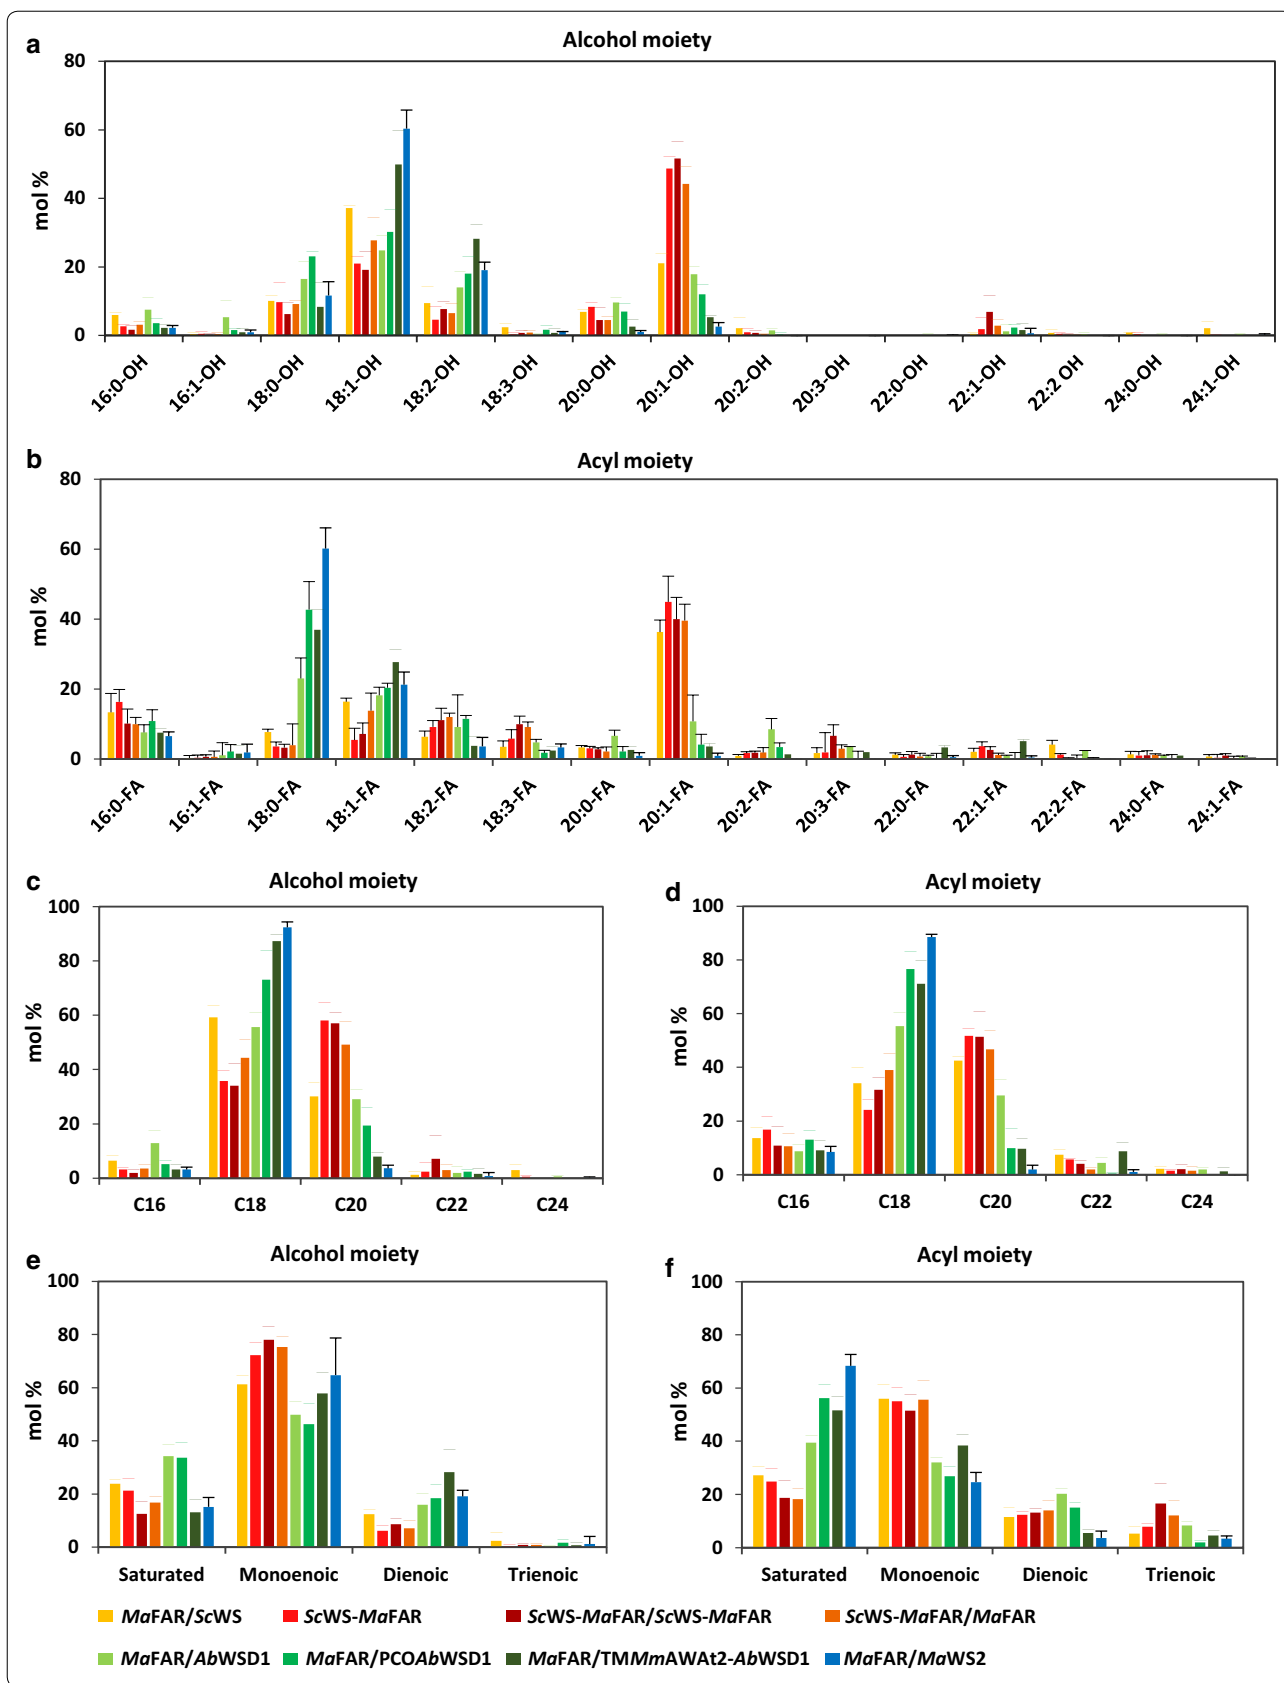 a
Alcohol moiety
80
60
40
20
0
mol %
16:0-OH
16:1-OH
18:0-OH
18:1-OH
18:2-OH
18:3-OH
20:0-OH
20:1-OH
20:2-OH
20:3-OH
22:0-OH
22:1-OH
22:2 OH
24:0-OH
24:1-OH
b
Acyl moiety
80
60
40
20
0
mol %
16:0-FA
16:1-FA
18:0-FA
18:1-FA
18:2-FA
18:3-FA
20:0-FA
20:1-FA
20:2-FA
20:3-FA
22:0-FA
22:1-FA
22:2-FA
24:0-FA
24:1-FA
c
Alcohol moiety
100
80
60
40
20
0
mol %
C16 C18 C20 C22 C24
d
Acyl moiety
100
80
60
40
20
0
mol %
C16 C18 C20 C22 C24
e
Alcohol moiety
100
80
60
40
20
0
mol %
Saturated Monoenoic Dienoic Trienoic
f
Acyl moiety
100
80
60
40
20
0
mol %
Saturated Monoenoic Dienoic Trienoic
MaFAR/ScWS ScWS-MaFAR ScWS-MaFAR/ScWS-MaFAR ScWS-MaFAR/MaFAR
MaFAR/AbWSD1 MaFAR/PCOAbWSD1 MaFAR/TMMmAWAt2-AbWSD1 MaFAR/MaWS2